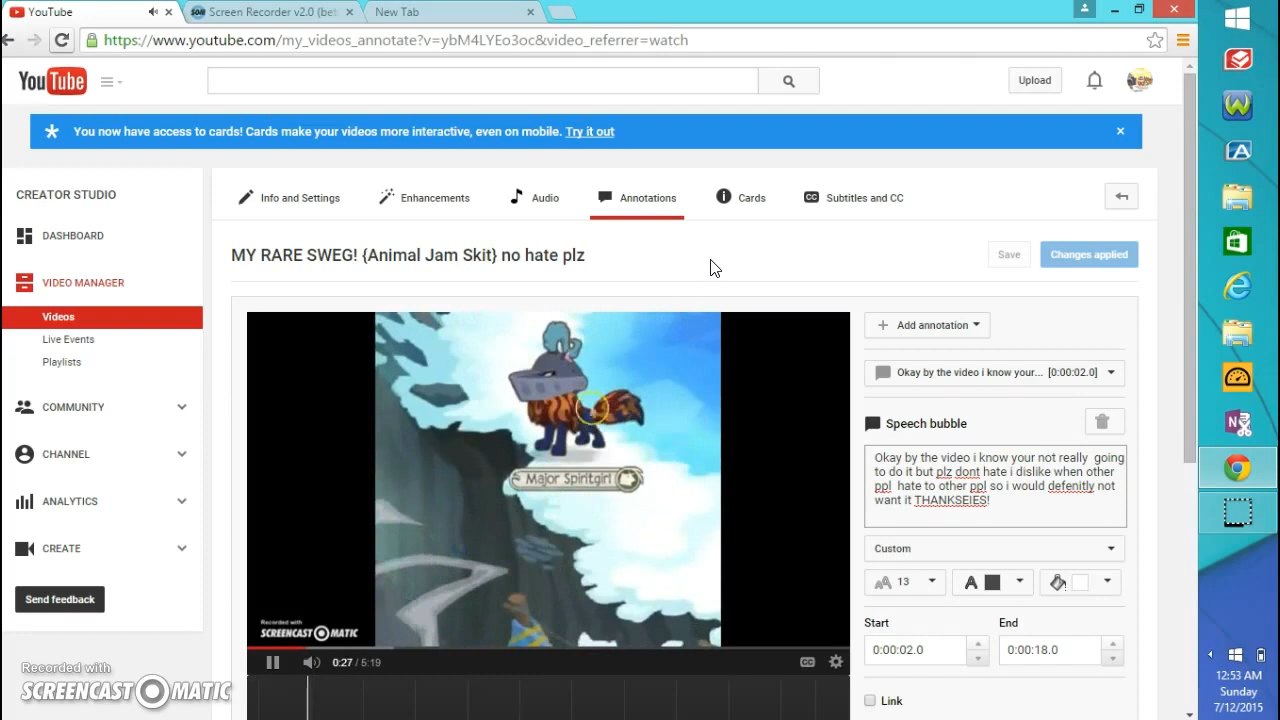 YouTube
Screen Recorder v2.0 (bet
New Tab
https://www.youtube.com/my_videos_annotate?v=ybM4LYEo3oc&video_referrer=watch
YouTube
Upload
You now have access to cards! Cards make your videos more interactive, even on mobile. Try it out
CREATOR STUDIO
Info and Settings
Enhancements
Audio
Annotations
Cards
CC Subtitles and CC
DASHBOARD
MY RARE SWEG! {Animal Jam Skit} no hate plz
Save
Changes applied
VIDEO MANAGER
Videos
Live Events
Playlists
COMMUNITY
CHANNEL
ANALYTICS
CREATE
Send feedback
Major Spiritgirl
Recorded with
SCREENCAST MATIC
0:27 / 5:19
CC
Add annotation
Okay by the video i know your... [0:00:02.0]
Speech bubble
Okay by the video i know your not really going
to do it but plz dont hate i dislike when other
ppl hate to other ppl so i would defenitly not
want it THANKSEIES!
Custom
13
A
Start
End
0:00:02.0
0:00:18.0
Link
Recorded with
SCREENCAST MATIC
12:53 AM
Sunday
7/12/2015